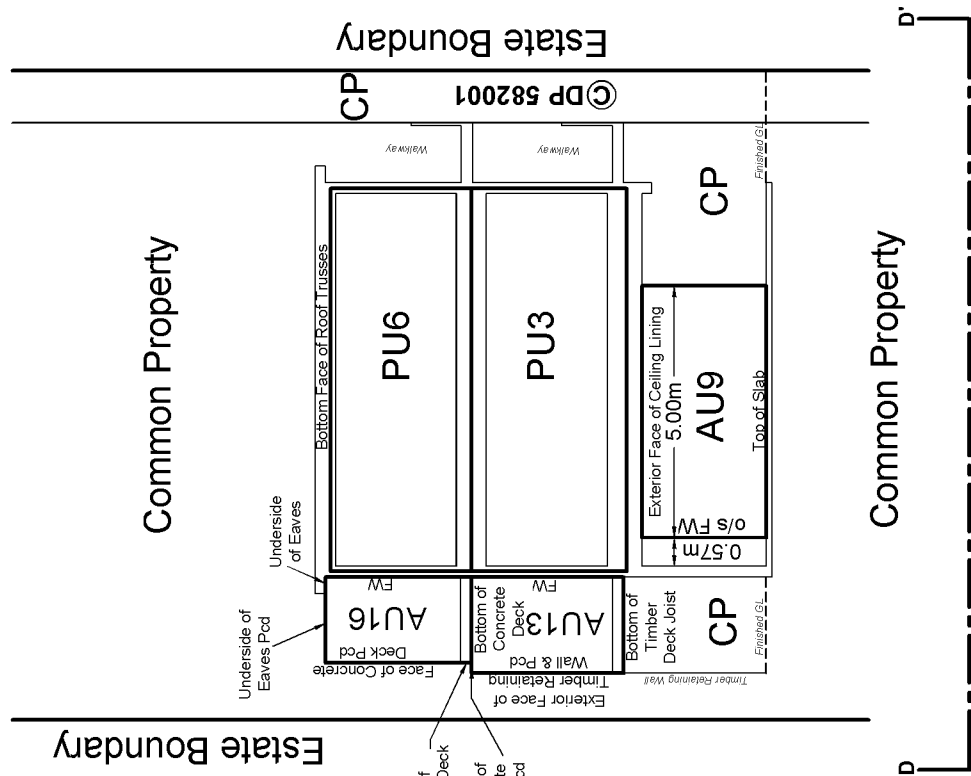 Estate Boundary
CP
©DP 582001
Walkway
Walkway
Finished GL
CP
Common Property
Bottom Face of Roof Trusses
PU6
PU3
Exterior Face of Ceiling Lining
5.00m
AU9
Top of Slab
o/s FW
0.57m
Common Property
Underside
of Eaves
Underside of
Eaves Pcd
FW
AU16
Deck Pcd
Face of Concrete
Bottom of
Concrete
Deck
FW
AU13
Wall & Pcd
Timber Retaining
Exterior Face of
Bottom of
Timber
Deck Joist
CP
Finished GL
Timber Retaining Wall
Estate Boundary
Deck
of
D
D'